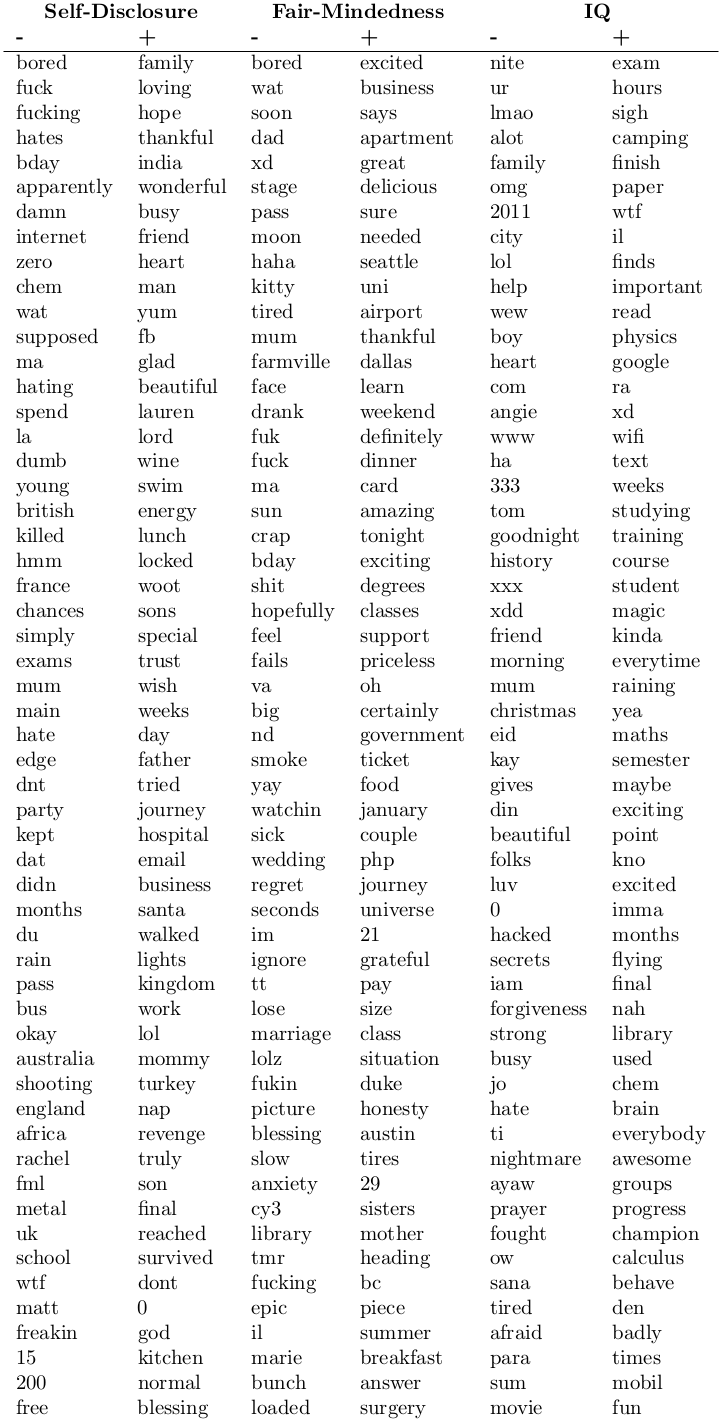 Self-Disclosure Fair-Mindedness IQ
- + - + - +
bored family bored excited nite exam
fuck loving wat business ur hours
fucking hope soon says lmao sigh
hates thankful dad apartment alot camping
bday india xd great family finish
apparently wonderful stage delicious omg paper
damn busy pass sure 2011 wtf
internet friend moon needed city il
zero heart haha seattle lol finds
chem man kitty uni help important
wat yum tired airport wew read
supposed fb mum thankful boy physics
ma glad farmville dallas heart google
hating beautiful face learn com ra
spend lauren drank weekend angie xd
la lord fuk definitely www wifi
dumb wine fuck dinner ha text
young swim ma card 333 weeks
british energy sun amazing tom studying
killed lunch crap tonight goodnight training
hmm locked bday exciting history course
france woot shit degrees xxx student
chances sons hopefully classes xdd magic
simply special feel support friend kinda
exams trust fails priceless morning everytime
mum wish va oh mum raining
main weeks big certainly christmas yea
hate day nd government eid maths
edge father smoke ticket kay semester
dnt tried yay food gives maybe
party journey watchin january din exciting
kept hospital sick couple beautiful point
dat email wedding php folks kno
didn business regret journey luv excited
months santa seconds universe 0 imma
du walked im 21 hacked months
rain lights ignore grateful secrets flying
pass kingdom tt pay iam final
bus work lose size forgiveness nah
okay lol marriage class strong library
australia mommy lolz situation busy used
shooting turkey fukin duke jo chem
england nap picture honesty hate brain
africa revenge blessing austin ti everybody
rachel truly slow tires nightmare awesome
fml son anxiety 29 ayaw groups
metal final cy3 sisters prayer progress
uk reached library mother fought champion
school survived tmr heading ow calculus
wtf dont fucking bc sana behave
matt 0 epic piece tired den
freakin god il summer afraid badly
15 kitchen marie breakfast para times
200 normal bunch answer sum mobil
free blessing loaded surgery movie fun